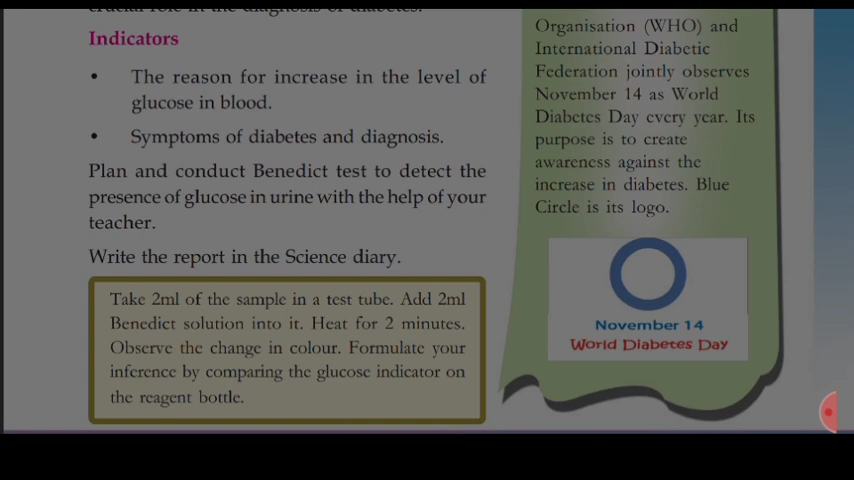 crucial role in the diagnosis of diabetes.
Indicators
• The reason for increase in the level of
glucose in blood.
• Symptoms of diabetes and diagnosis.
Plan and conduct Benedict test to detect the
presence of glucose in urine with the help of your
teacher.
Write the report in the Science diary.
Take 2ml of the sample in a test tube. Add 2ml
Benedict solution into it. Heat for 2 minutes.
Observe the change in colour. Formulate your
inference by comparing the glucose indicator on
the reagent bottle.
Organisation (WHO) and
International Diabetic
Federation jointly observes
November 14 as World
Diabetes Day every year. Its
purpose is to create
awareness against the
increase in diabetes. Blue
Circle is its logo.
November 14
World Diabetes Day